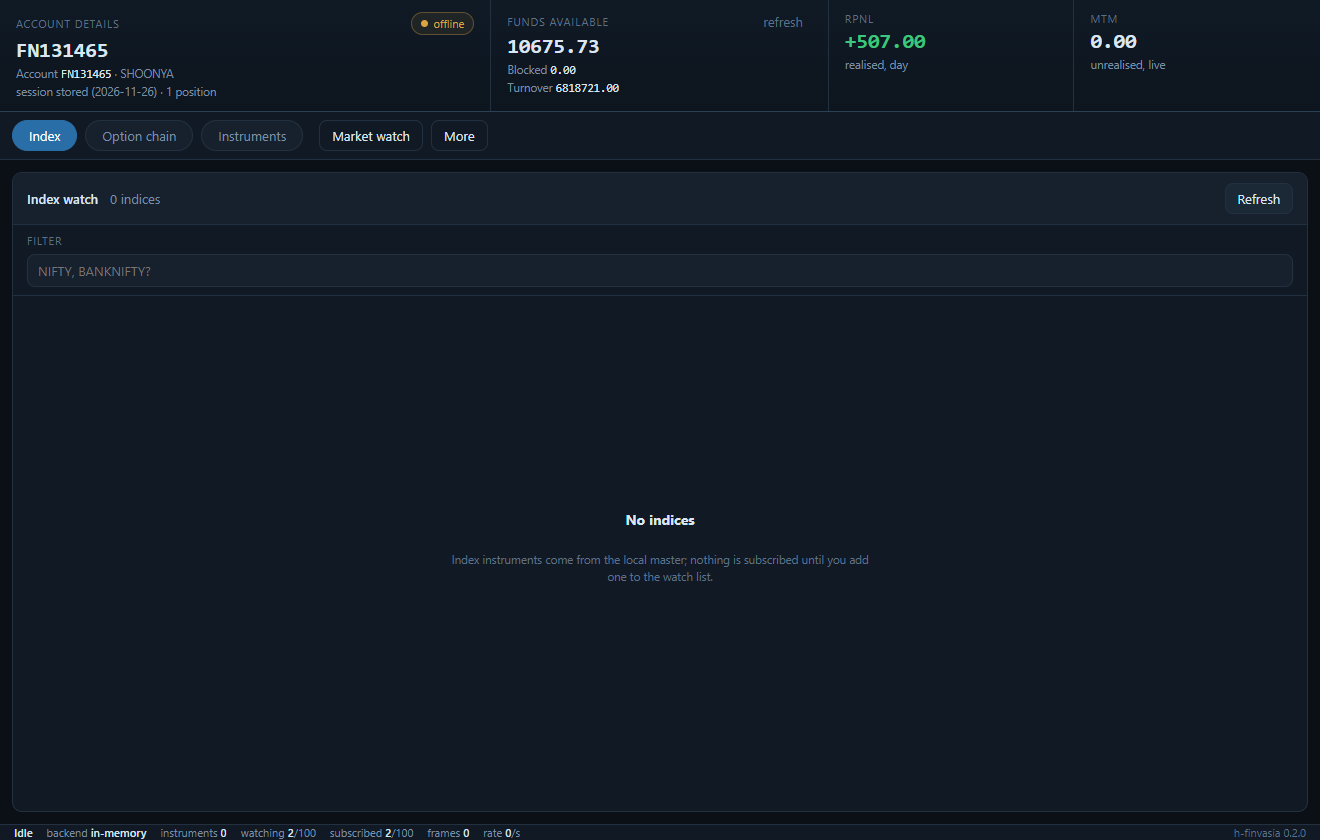 ACCOUNT DETAILS
offline
FN131465
Account FN131465 · SHOONYA
session stored (2026-11-26) · 1 position
FUNDS AVAILABLE
refresh
10675.73
Blocked 0.00
Turnover 6818721.00
RPNL
+507.00
realised, day
MTM
0.00
unrealised, live
Index
Option chain
Instruments
Market watch
More
Index watch 0 indices
Refresh
FILTER
NIFTY, BANKNIFTY?
No indices
Index instruments come from the local master; nothing is subscribed until you add
one to the watch list.
Idle backend in-memory instruments 0 watching 2/100 subscribed 2/100 frames 0 rate 0/s
h-finvasia 0.2.0